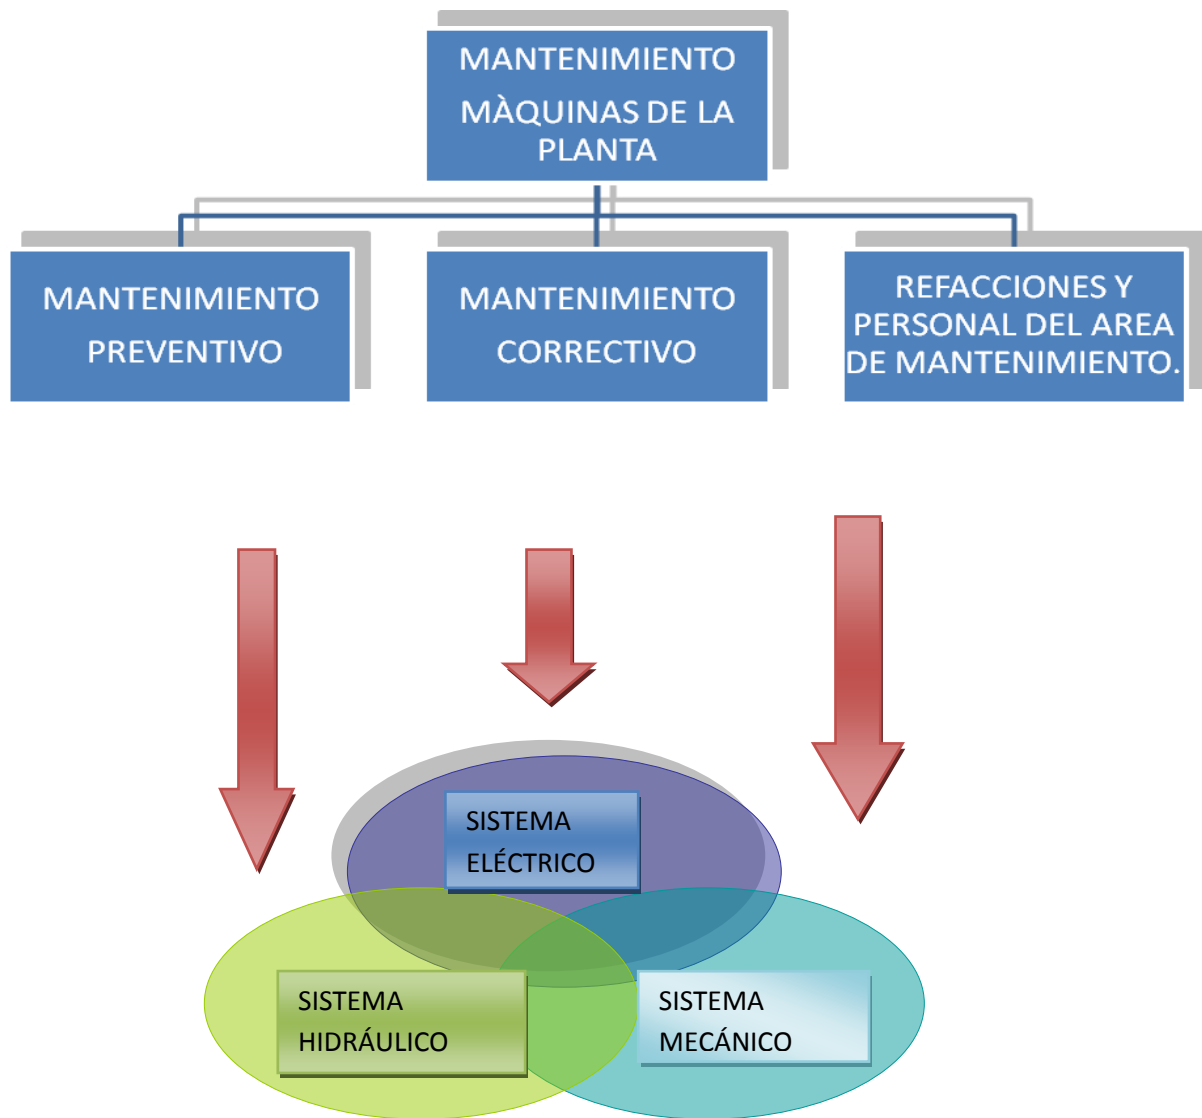 MANTENIMIENTO
MÀQUINAS DE LA
PLANTA
MANTENIMIENTO
PREVENTIVO
MANTENIMIENTO
CORRECTIVO
REFACCIONES Y
PERSONAL DEL AREA
DE MANTENIMIENTO.
SISTEMA
ELÉCTRICO
SISTEMA
HIDRÁULICO
SISTEMA
MECÁNICO